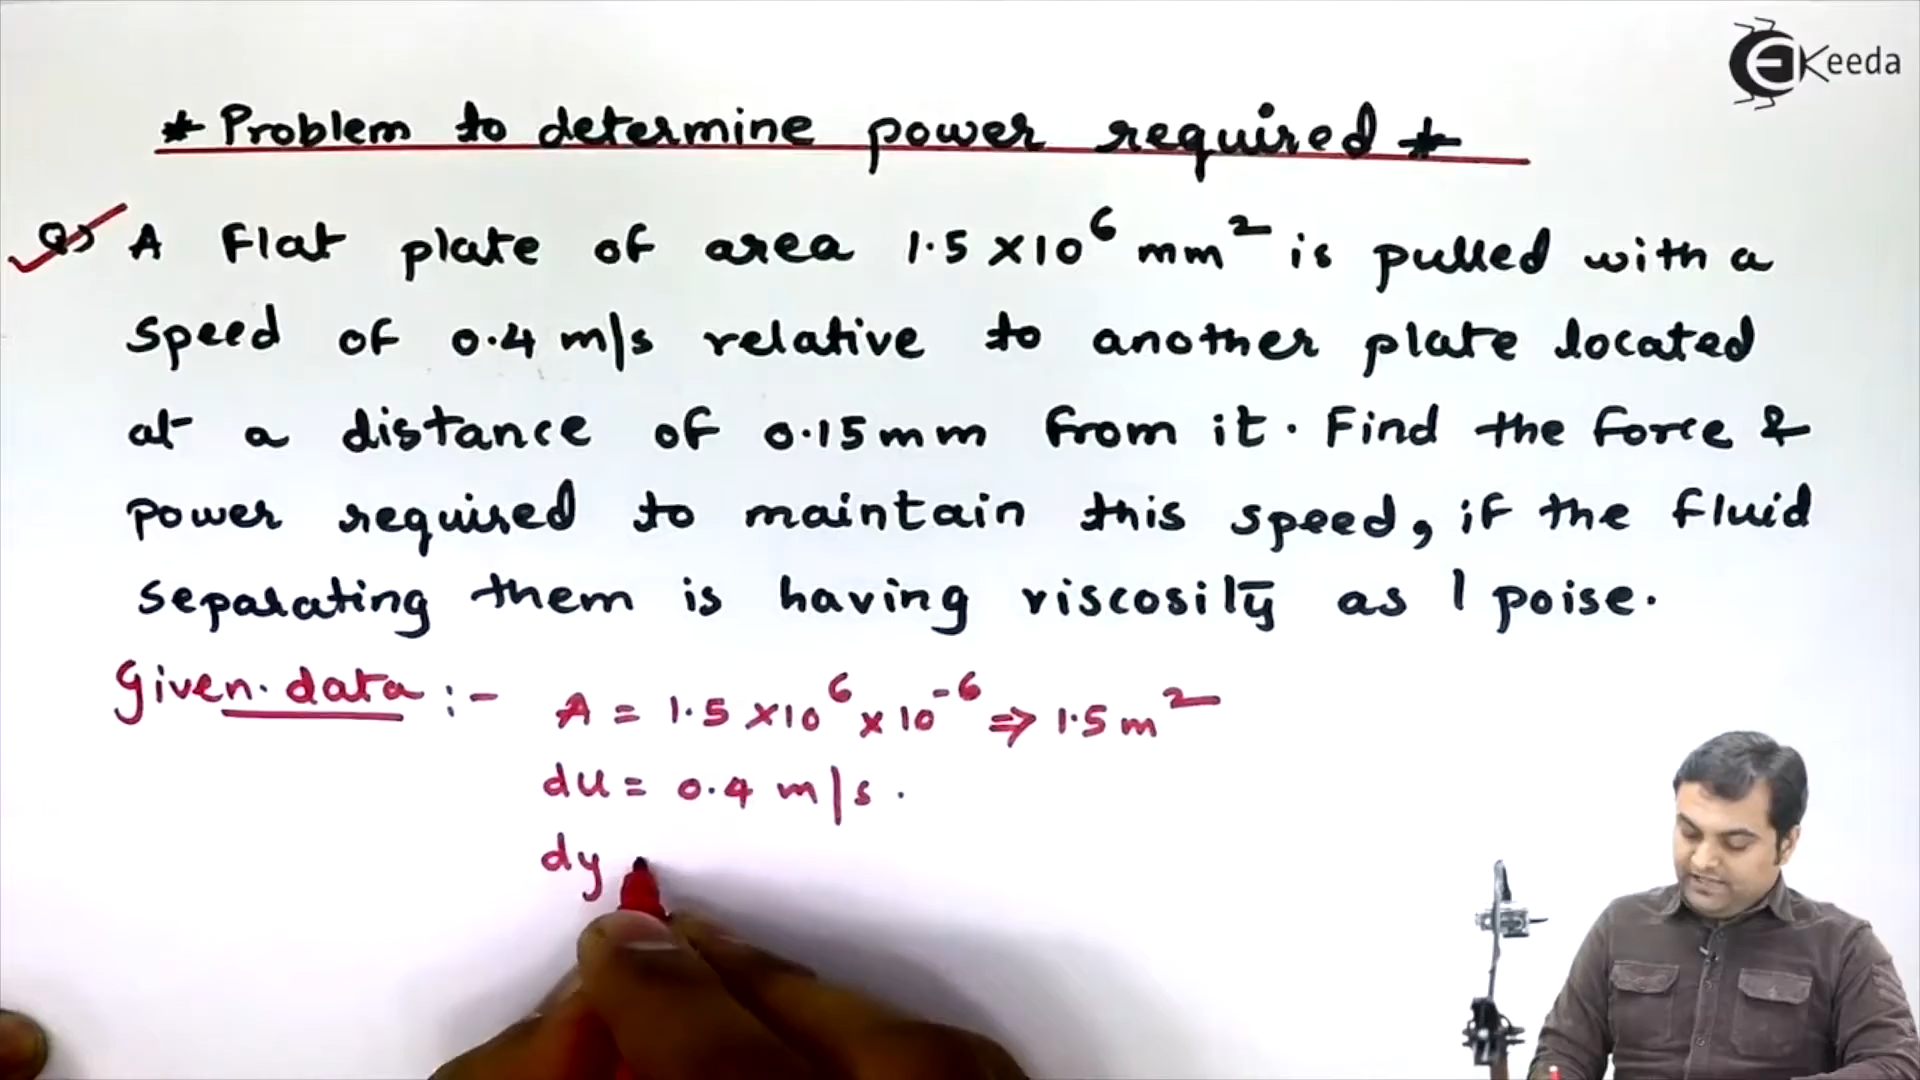 EKeeda
* Problem to determine power required *
Q) A flat plate of area 1.5 × 10⁶ mm² is pulled with a
speed of 0.4 m/s relative to another plate located
at a distance of 0.15mm from it. Find the force &
power required to maintain this speed, if the fluid
separating them is having viscosity as 1 poise.
Given data :- A = 1.5 × 10⁶ × 10⁻⁶ ⇒ 1.5 m²
du = 0.4 m/s.
dy